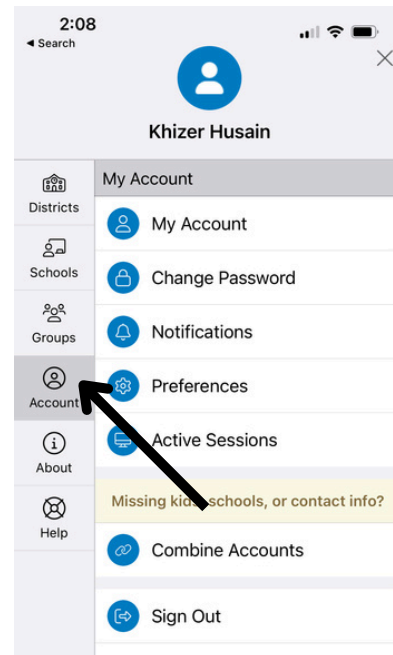 2:08
◄ Search
Khizer Husain
Districts
Schools
Groups
Account
About
Help
My Account
My Account
Change Password
Notifications
Preferences
Active Sessions
Missing kids, schools, or contact info?
Combine Accounts
Sign Out